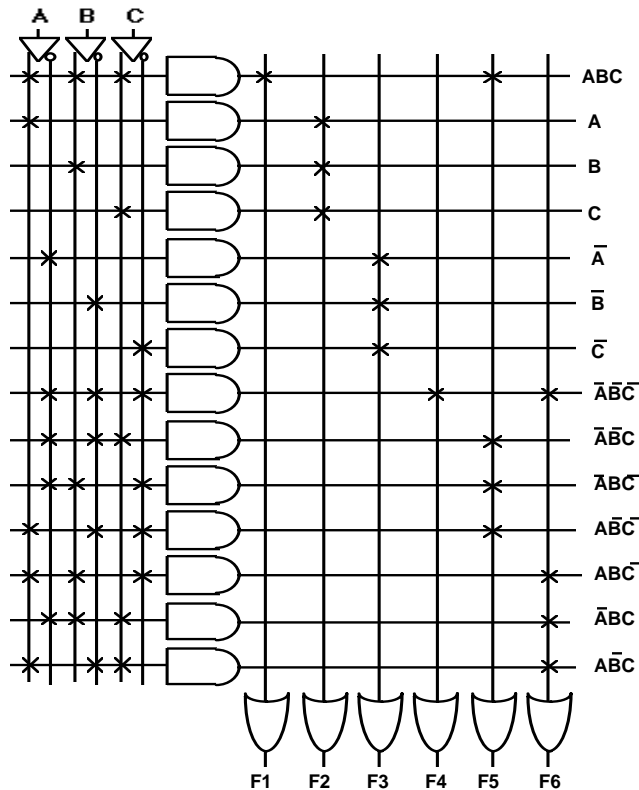 A B C
ABC
A
B
C
A̅
B̅
C̅
A̅B̅C̅
A̅B̅C
A̅BC̅
AB̅C̅
ABC̅
A̅BC
AB̅C
F1 F2 F3 F4 F5 F6